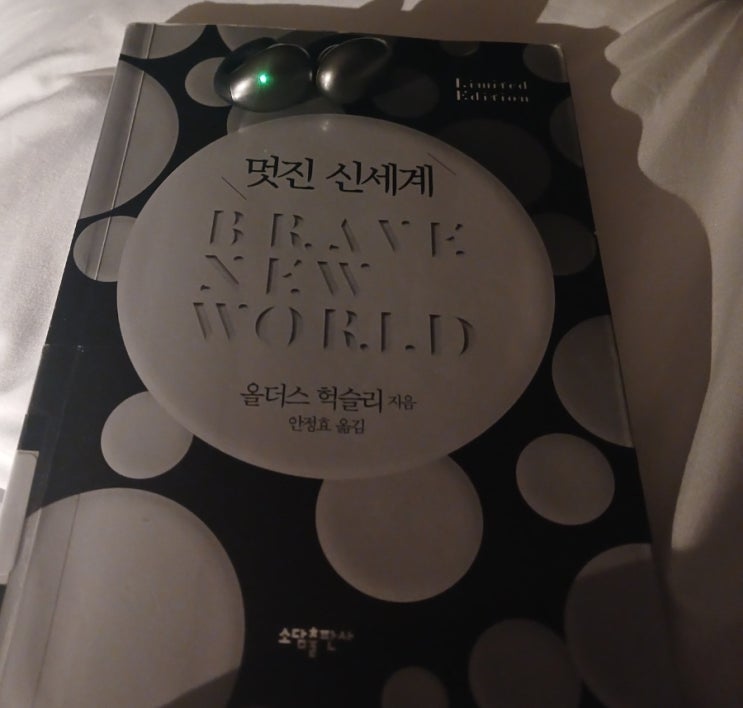 Limited
Edition
멋진 신세계
BRAVE
NEW
WORLD
올더스 헉슬리 지음
안정효 옮김
소담출판사